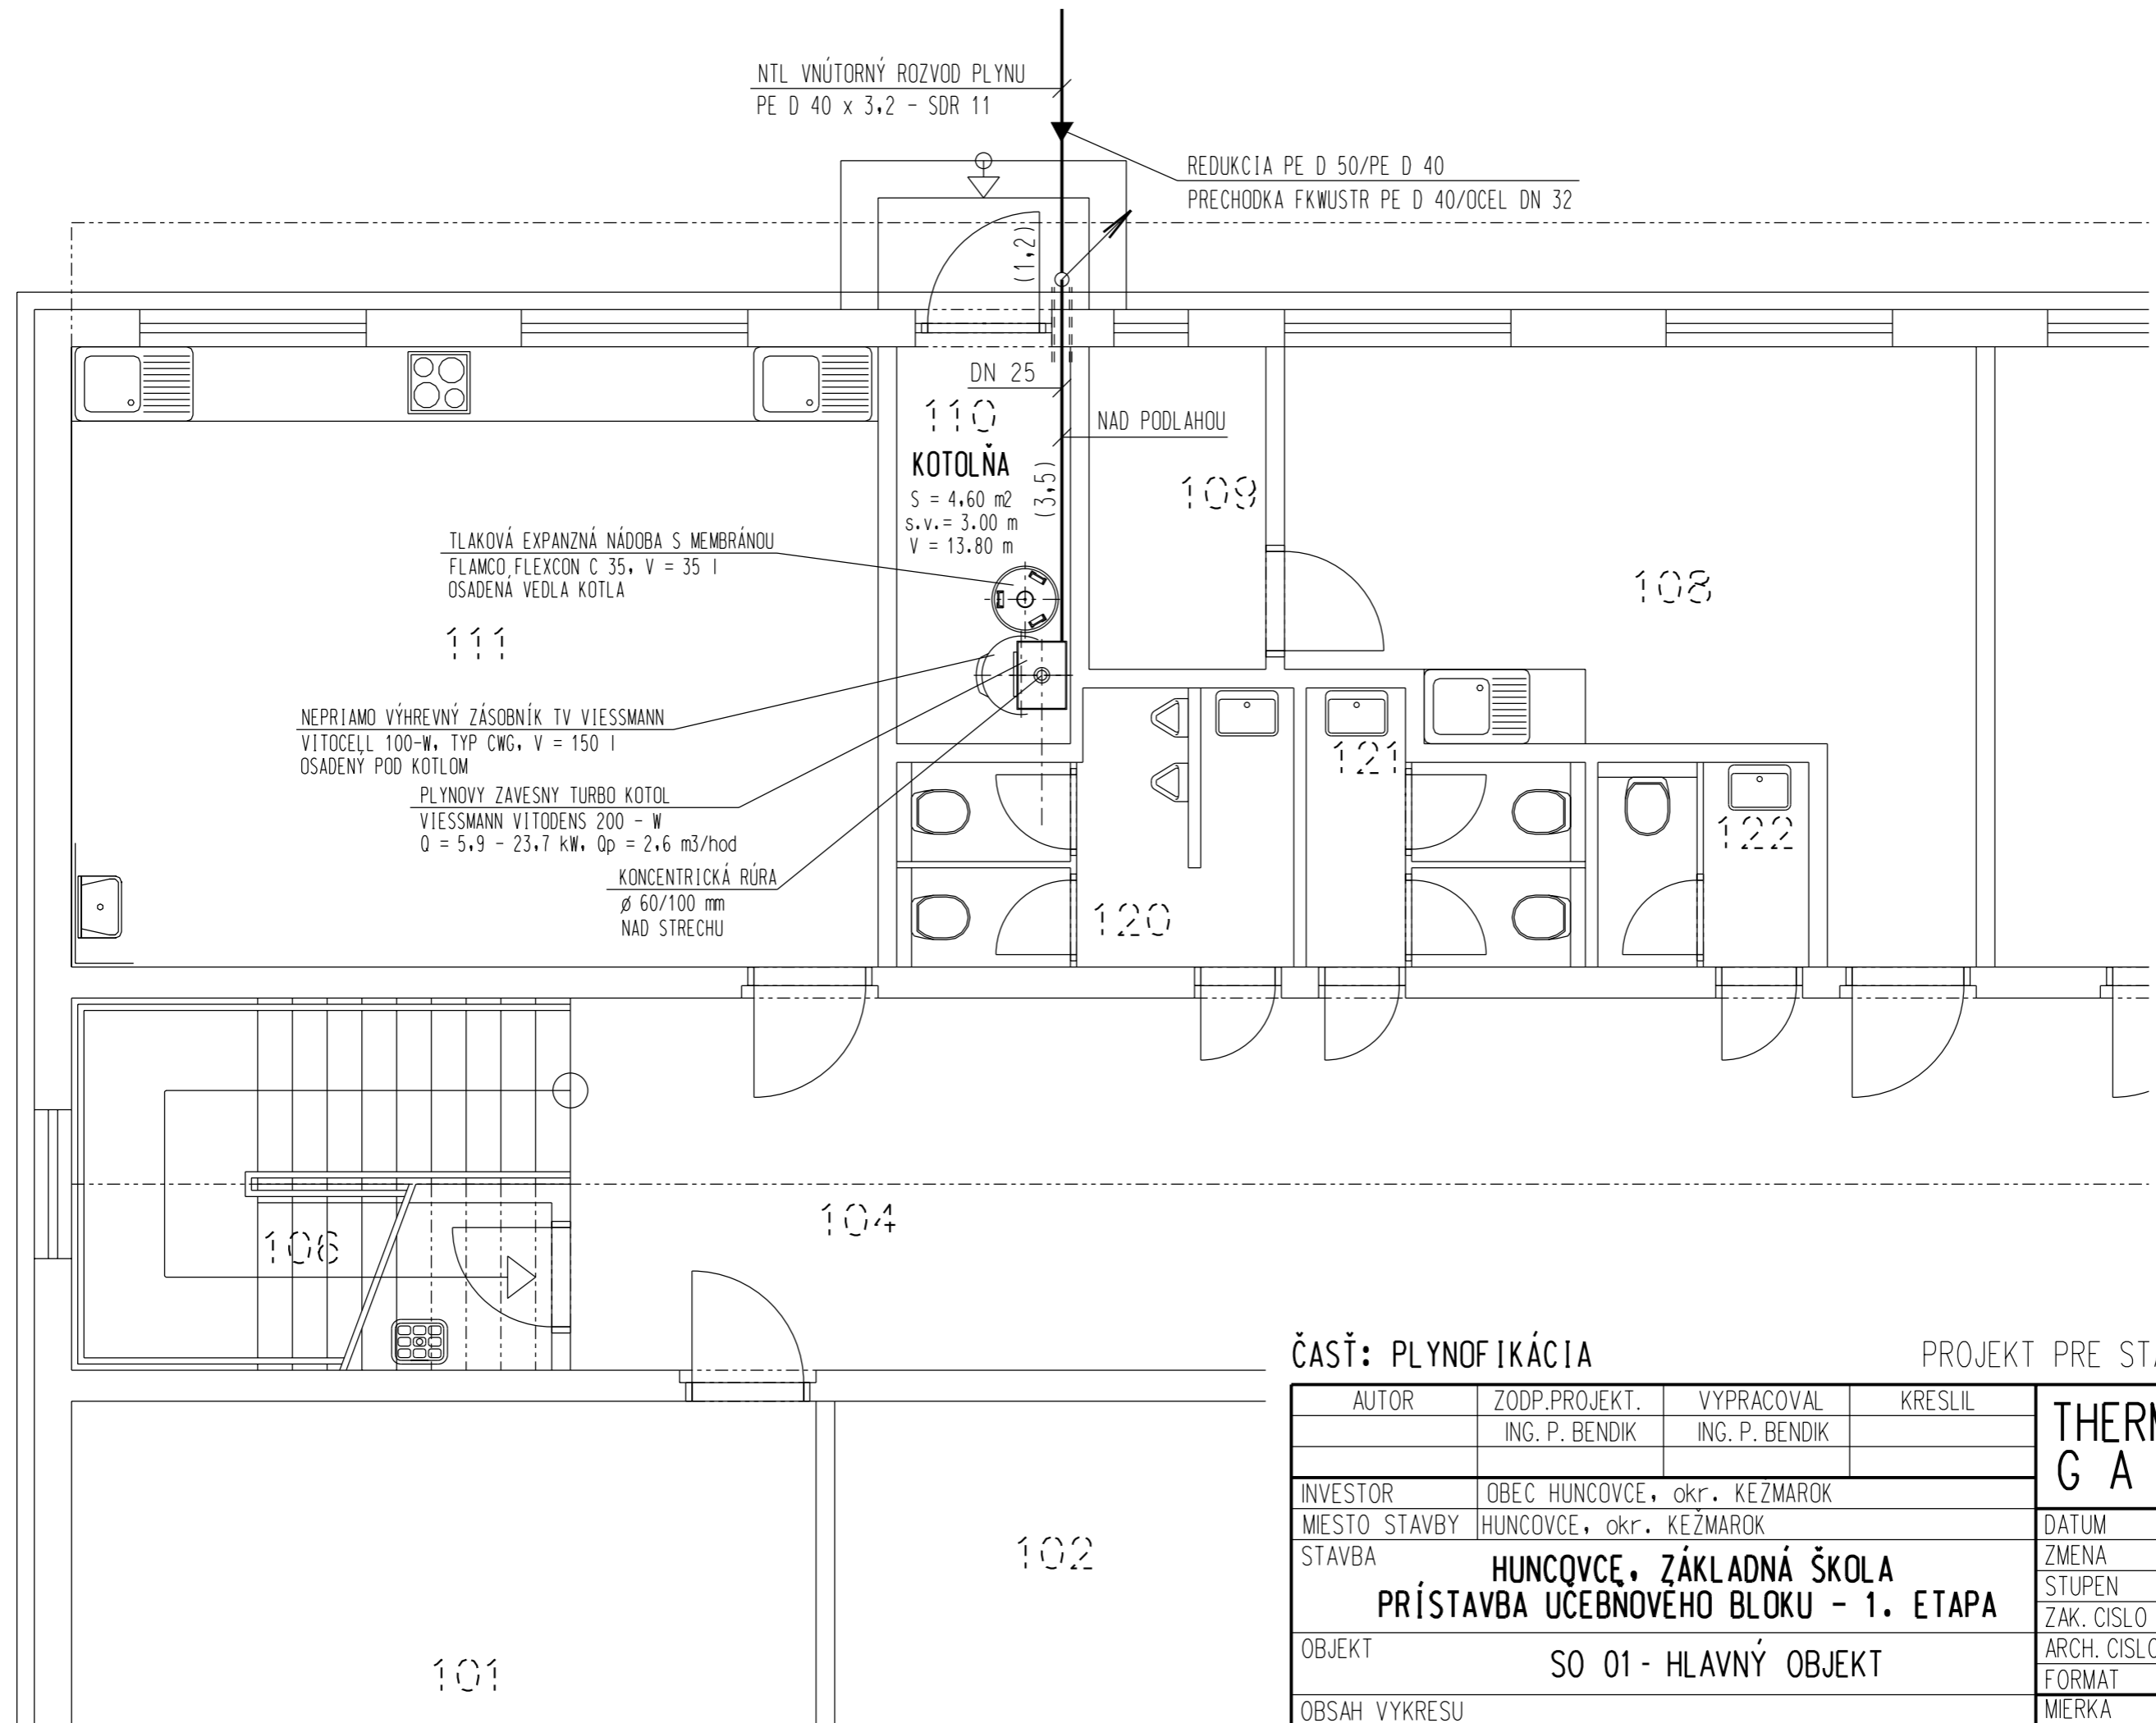 NTL VNÚTORNÝ ROZVOD PLYNU
PE D 40 x 3,2 - SDR 11
REDUKCIA PE D 50/PE D 40
PRECHODKA FKWUSTR PE D 40/OCEL DN 32
(1,2)
DN 25
110
NAD PODLAHOU
KOTOLŇA
S = 4,60 m2
s.v.= 3.00 m
V = 13.80 m
(3,5)
109
108
TLAKOVÁ EXPANZNÁ NÁDOBA S MEMBRÁNOU
FLAMCO FLEXCON C 35, V = 35 l
OSADENÁ VEDLA KOTLA
111
NEPRIAMO VÝHREVNÝ ZÁSOBNÍK TV VIESSMANN
VITOCELL 100-W, TYP CWG, V = 150 l
OSADENÝ POD KOTLOM
121
PLYNOVY ZAVESNY TURBO KOTOL
VIESSMANN VITODENS 200 - W
Q = 5,9 - 23,7 kW, Qp = 2,6 m3/hod
122
KONCENTRICKÁ RÚRA
ø 60/100 mm
NAD STRECHU
120
104
106
ČASŤ: PLYNOFIKÁCIA
PROJEKT PRE STA
AUTOR ZODP.PROJEKT. VYPRACOVAL KRESLIL
ING. P. BENDIK ING. P. BENDIK
THERM
G A
INVESTOR OBEC HUNCOVCE, okr. KEŽMAROK
MIESTO STAVBY HUNCOVCE, okr. KEŽMAROK
DATUM
STAVBA
HUNCOVCE, ZÁKLADNÁ ŠKOLA
PRÍSTAVBA UČEBŇOVÉHO BLOKU - 1. ETAPA
ZMENA
STUPEN
ZAK. CISLO
OBJEKT
SO 01 - HLAVNÝ OBJEKT
ARCH. CISLO
FORMAT
OBSAH VYKRESU
MIERKA
102
101